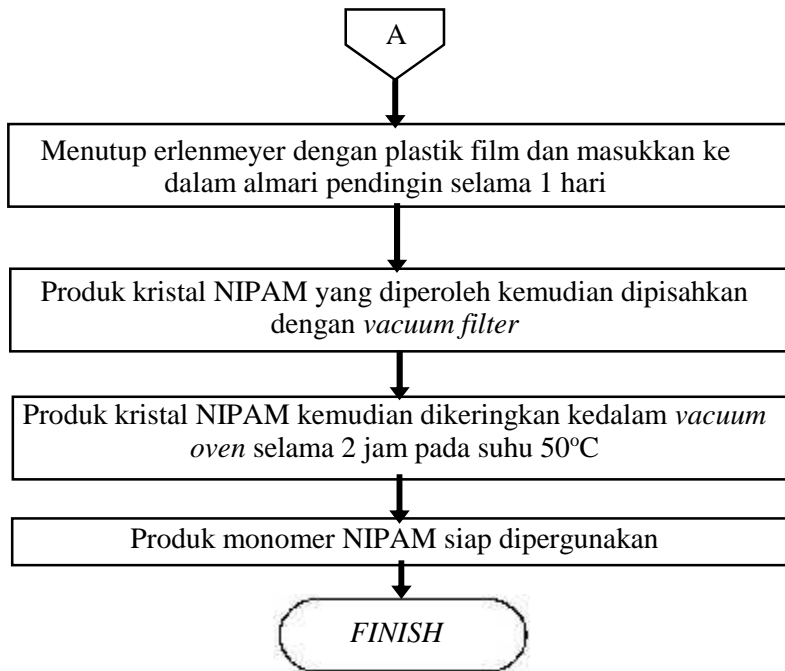 A
Menutup erlenmeyer dengan plastik film dan masukkan ke
dalam almari pendingin selama 1 hari
Produk kristal NIPAM yang diperoleh kemudian dipisahkan
dengan vacuum filter
Produk kristal NIPAM kemudian dikeringkan kedalam vacuum
oven selama 2 jam pada suhu 50°C
Produk monomer NIPAM siap dipergunakan
FINISH